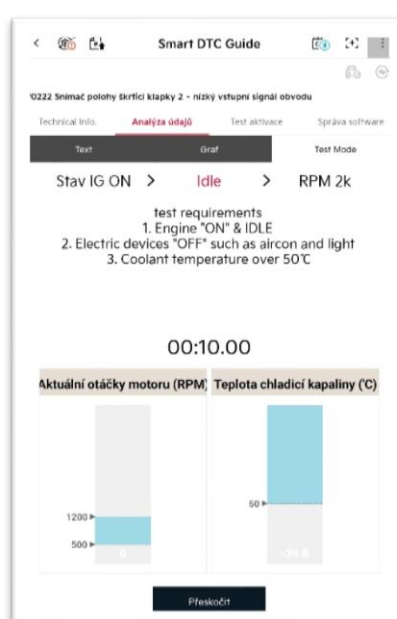 Smart DTC Guide
0222 Snímač polohy škrticí klapky 2 - nízký vstupní signál obvodu
Technical Info. Analýza údajů Test aktivace Správa software
Text Graf Test Mode
Stav IG ON > Idle > RPM 2k
test requirements
1. Engine "ON" & IDLE
2. Electric devices "OFF" such as aircon and light
3. Coolant temperature over 50℃
00:10.00
Aktuální otáčky motoru (RPM) Teplota chladicí kapaliny (℃)
50
1200
500
0
Přeskočit